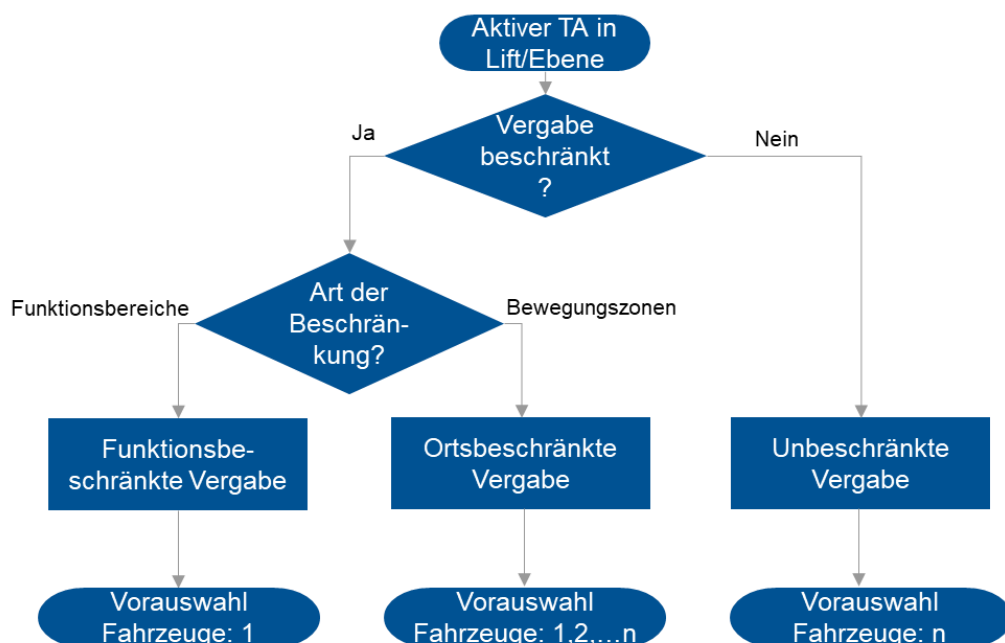 Aktiver TA in
Lift/Ebene
Vergabe
beschränkt
?
Ja
Nein
Art der
Beschrän-
kung?
Funktionsbereiche
Bewegungszonen
Funktionsbe-
schränkte Vergabe
Ortsbeschränkte
Vergabe
Unbeschränkte
Vergabe
Vorauswahl
Fahrzeuge: 1
Vorauswahl
Fahrzeuge: 1,2,…n
Vorauswahl
Fahrzeuge: n